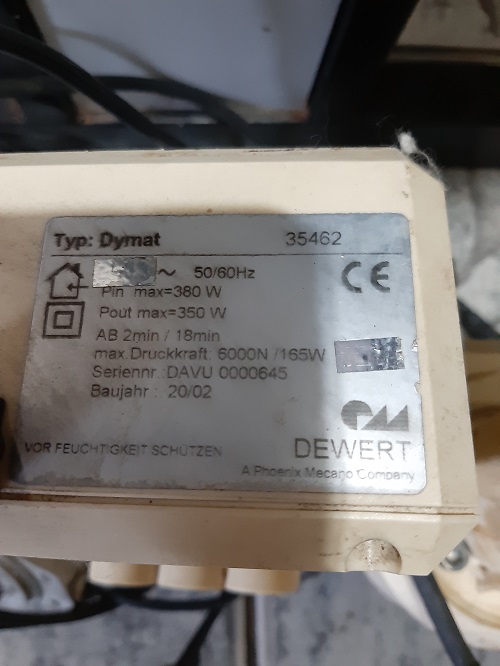 Typ: Dymat 35462
~ 50/60Hz
Pin max=380 W
Pout max=350 W
AB 2min / 18min
max.Druckkraft: 6000N /165W
Seriennr.:DAVU 0000645
Baujahr : 20/02
VOR FEUCHTIGKEIT SCHÜTZEN
CE
DEWERT
A Phoenix Mecano Company